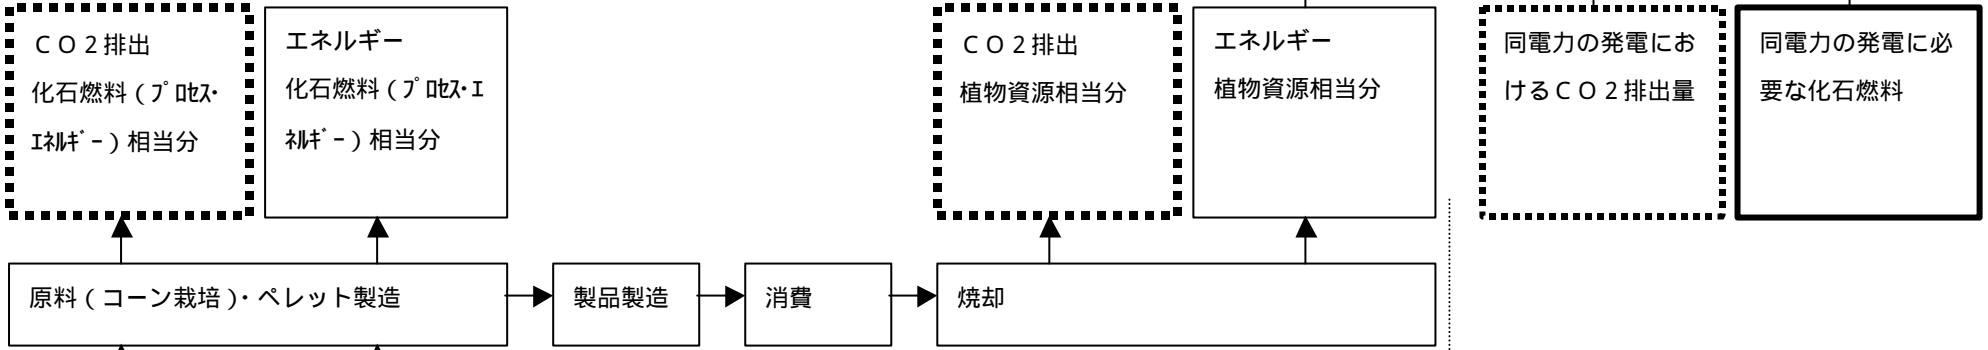 ＣＯ２排出
化石燃料（ﾌﾟﾛｾｽ・
ｴﾈﾙｷﾞｰ）相当分
エネルギー
化石燃料（ﾌﾟﾛｾｽ・ｴ
ﾈﾙｷﾞｰ）相当分
ＣＯ２排出
植物資源相当分
エネルギー
植物資源相当分
同電力の発電にお
けるＣＯ２排出量
同電力の発電に必
要な化石燃料
原料（コーン栽培）・ペレット製造
製品製造
消費
焼却